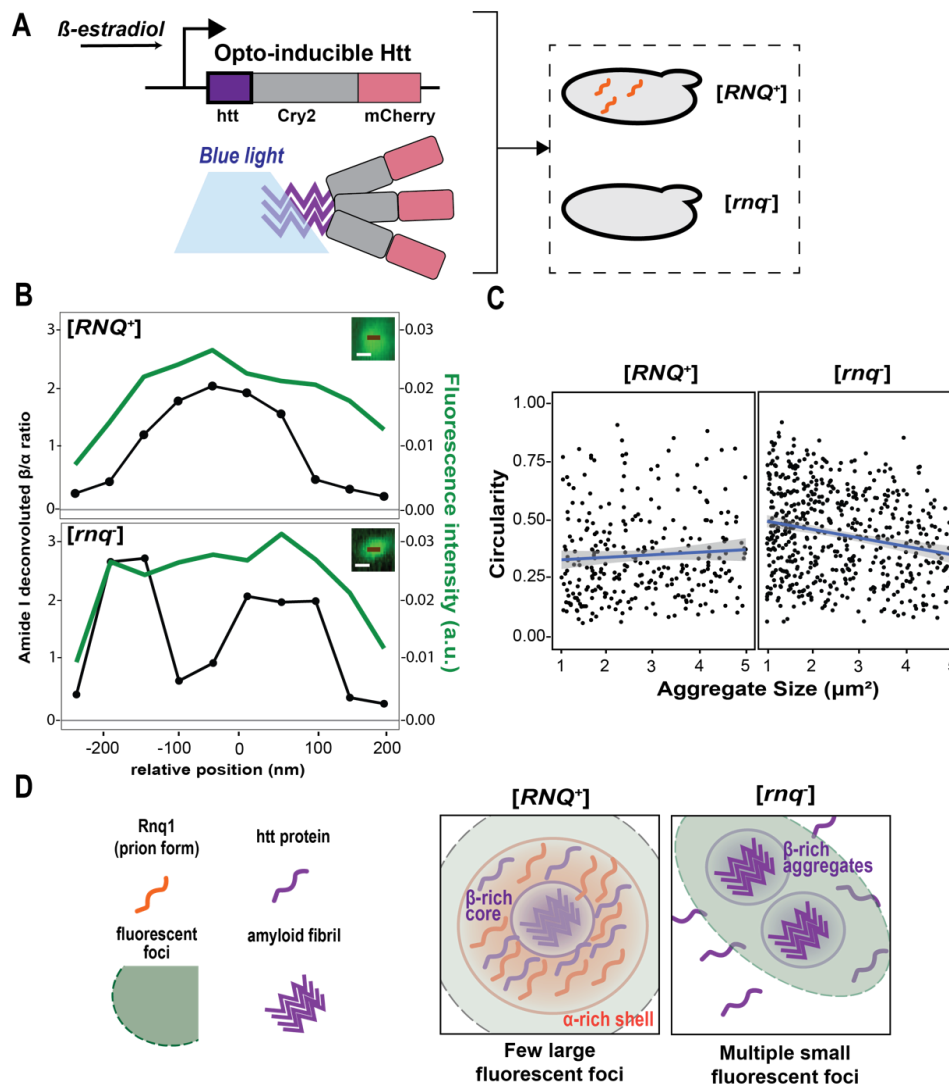 A
ß-estradiol
Opto-inducible Htt
htt
Cry2
mCherry
Blue light
[RNQ+]
[rnq-]
B
[RNQ+]
3
2
1
0
0.03
0.02
0.01
0.00
[rnq-]
3
2
1
0
0.03
0.02
0.01
0.00
Amide I deconvoluted β/α ratio
Fluorescence intensity (a.u.)
-200
-100
0
100
200
relative position (nm)
C
[RNQ+]
[rnq-]
1.00
0.75
0.50
0.25
0.00
Circularity
1
2
3
4
5
1
2
3
4
5
Aggregate Size (µm²)
D
Rnq1
(prion form)
htt protein
fluorescent
foci
amyloid fibril
[RNQ+]
β-rich
core
α-rich shell
Few large
fluorescent foci
[rnq-]
β-rich
aggregates
Multiple small
fluorescent foci